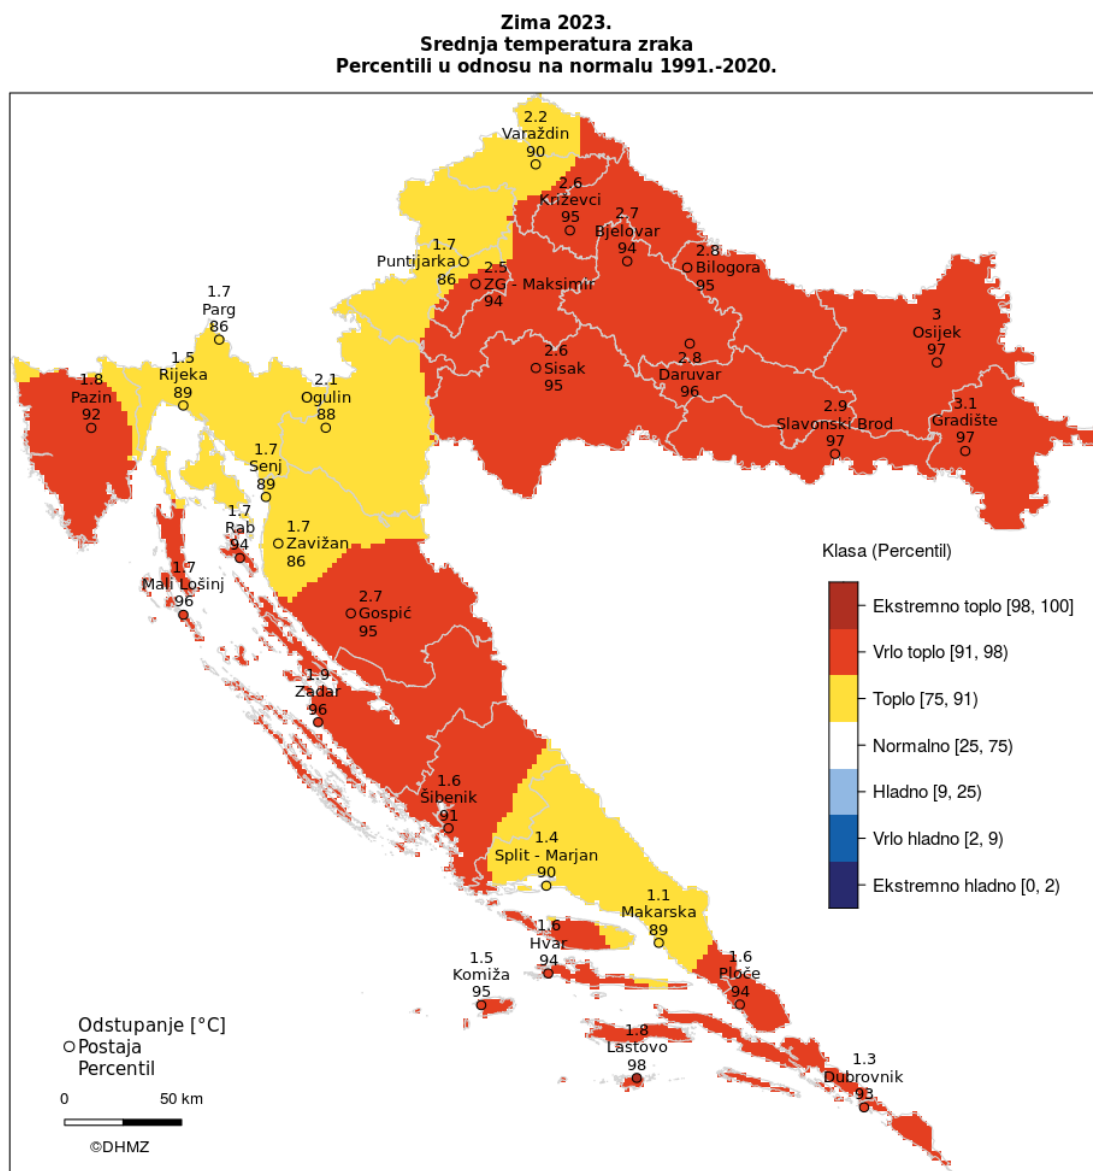 Zima 2023.
Srednja temperatura zraka
Percentili u odnosu na normalu 1991.-2020.
2.2
Varaždin
90
2.6
Križevci
95
2.7
Bjelovar
94
1.7
Puntijarka
86
2.5
ZG - Maksimir
94
2.8
Bilogora
95
1.7
Parg
86
3
Osijek
97
1.5
Rijeka
89
2.6
Sisak
95
2.8
Daruvar
96
1.8
Pazin
92
2.1
Ogulin
88
2.9
Slavonski Brod
97
3.1
Gradište
97
1.7
Senj
89
1.7
Rab
94
1.7
Zavižan
86
1.7
Mali Lošinj
96
2.7
Gospić
95
1.9
Zadar
96
1.6
Šibenik
91
1.4
Split - Marjan
90
1.1
Makarska
89
1.6
Hvar
94
1.5
Komiža
95
1.6
Ploče
94
1.8
Lastovo
98
1.3
Dubrovnik
93
Klasa (Percentil)
Ekstremno toplo [98, 100]
Vrlo toplo [91, 98)
Toplo [75, 91)
Normalno [25, 75)
Hladno [9, 25)
Vrlo hladno [2, 9)
Ekstremno hladno [0, 2)
Odstupanje [°C]
Postaja
Percentil
0 50 km
©DHMZ